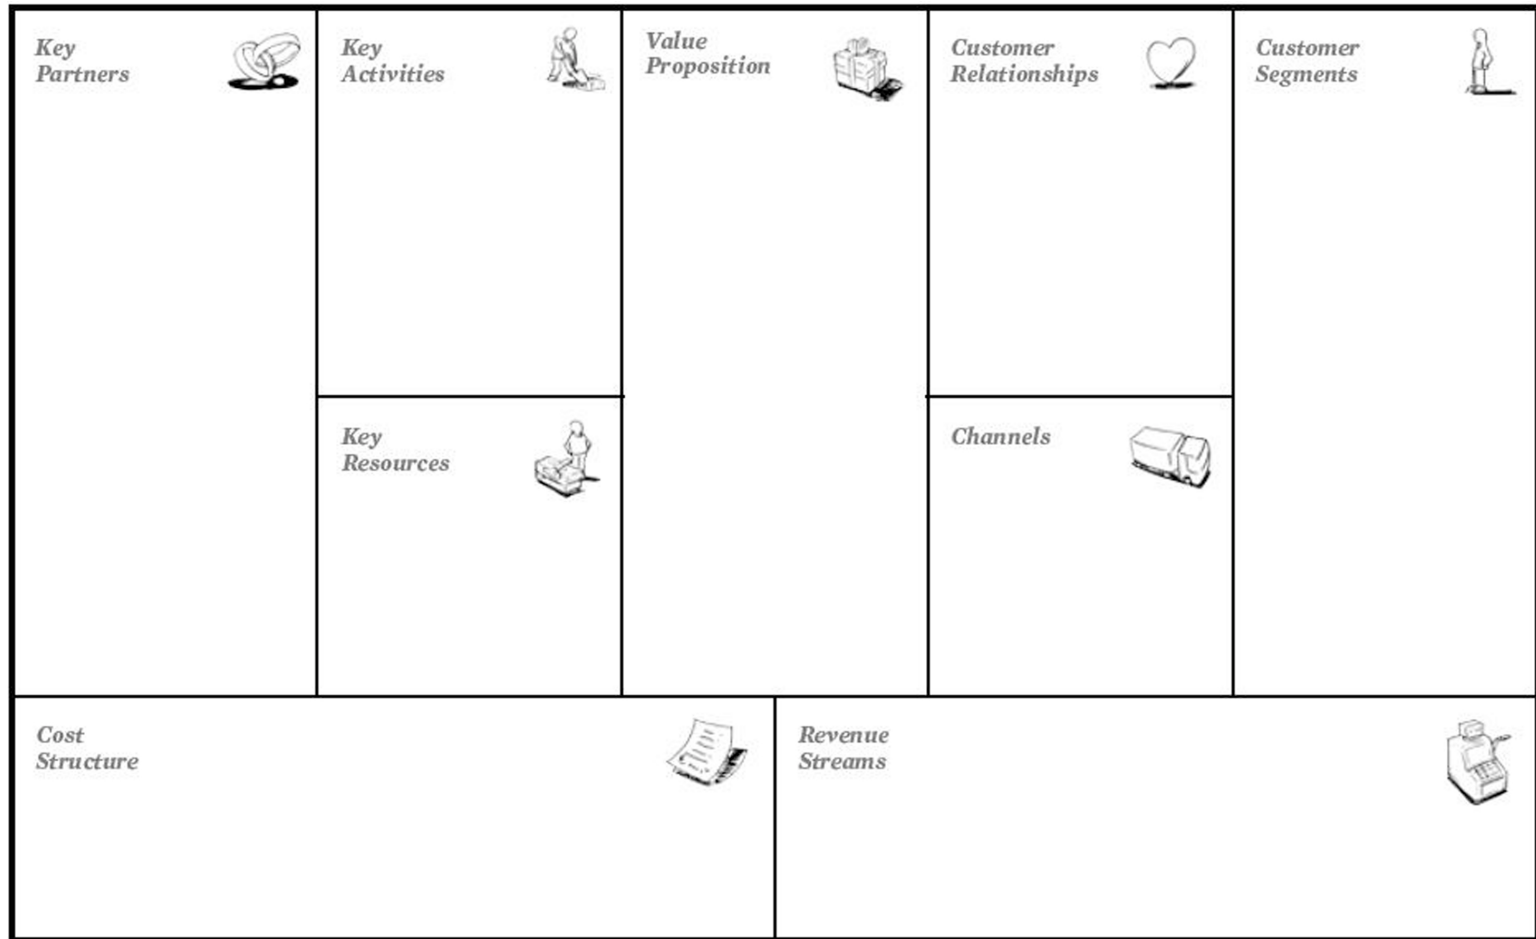 Key
Partners
Key
Activities
Key
Resources
Value
Proposition
Customer
Relationships
Channels
Customer
Segments
Cost
Structure
Revenue
Streams